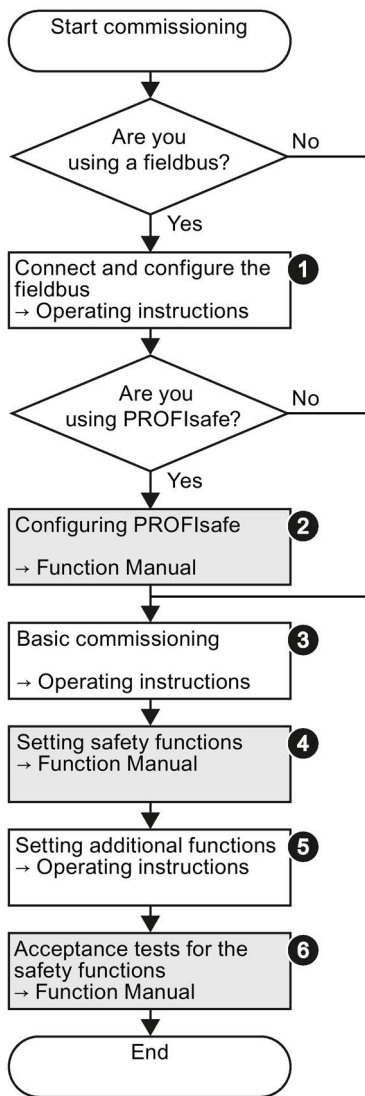 Start commissioning
Are you
using a fieldbus?
No
Yes
Connect and configure the
fieldbus
→ Operating instructions
1
Are you
using PROFIsafe?
No
Yes
Configuring PROFIsafe
→ Function Manual
2
Basic commissioning
→ Operating instructions
3
Setting safety functions
→ Function Manual
4
Setting additional functions
→ Operating instructions
5
Acceptance tests for the
safety functions
→ Function Manual
6
End